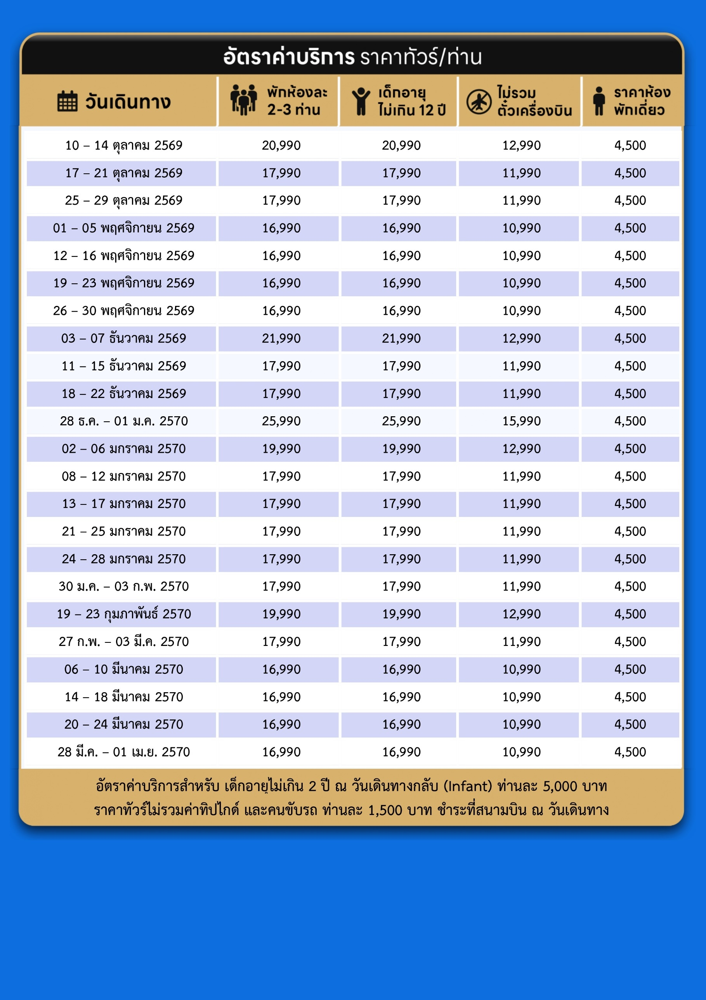 อัตราค่าบริการ ราคาทัวร์/ท่าน
วันเดินทาง พักห้องละ 2-3 ท่าน เด็กอายุ ไม่เกิน 12 ปี ไม่รวม ตั๋วเครื่องบิน ราคาห้อง พักเดี่ยว
10 – 14 ตุลาคม 2569 20,990 20,990 12,990 4,500
17 – 21 ตุลาคม 2569 17,990 17,990 11,990 4,500
25 – 29 ตุลาคม 2569 17,990 17,990 11,990 4,500
01 – 05 พฤศจิกายน 2569 16,990 16,990 10,990 4,500
12 – 16 พฤศจิกายน 2569 16,990 16,990 10,990 4,500
19 – 23 พฤศจิกายน 2569 16,990 16,990 10,990 4,500
26 – 30 พฤศจิกายน 2569 16,990 16,990 10,990 4,500
03 – 07 ธันวาคม 2569 21,990 21,990 12,990 4,500
11 – 15 ธันวาคม 2569 17,990 17,990 11,990 4,500
18 – 22 ธันวาคม 2569 17,990 17,990 11,990 4,500
28 ธ.ค. – 01 ม.ค. 2570 25,990 25,990 15,990 4,500
02 – 06 มกราคม 2570 19,990 19,990 12,990 4,500
08 – 12 มกราคม 2570 17,990 17,990 11,990 4,500
13 – 17 มกราคม 2570 17,990 17,990 11,990 4,500
21 – 25 มกราคม 2570 17,990 17,990 11,990 4,500
24 – 28 มกราคม 2570 17,990 17,990 11,990 4,500
30 ม.ค. – 03 ก.พ. 2570 17,990 17,990 11,990 4,500
19 – 23 กุมภาพันธ์ 2570 19,990 19,990 12,990 4,500
27 ก.พ. – 03 มี.ค. 2570 17,990 17,990 11,990 4,500
06 – 10 มีนาคม 2570 16,990 16,990 10,990 4,500
14 – 18 มีนาคม 2570 16,990 16,990 10,990 4,500
20 – 24 มีนาคม 2570 16,990 16,990 10,990 4,500
28 มี.ค. – 01 เม.ย. 2570 16,990 16,990 10,990 4,500
อัตราค่าบริการสำหรับ เด็กอายุไม่เกิน 2 ปี ณ วันเดินทางกลับ (Infant) ท่านละ 5,000 บาท
ราคาทัวร์ไม่รวมค่าทิปไกด์ และคนขับรถ ท่านละ 1,500 บาท ชำระที่สนามบิน ณ วันเดินทาง